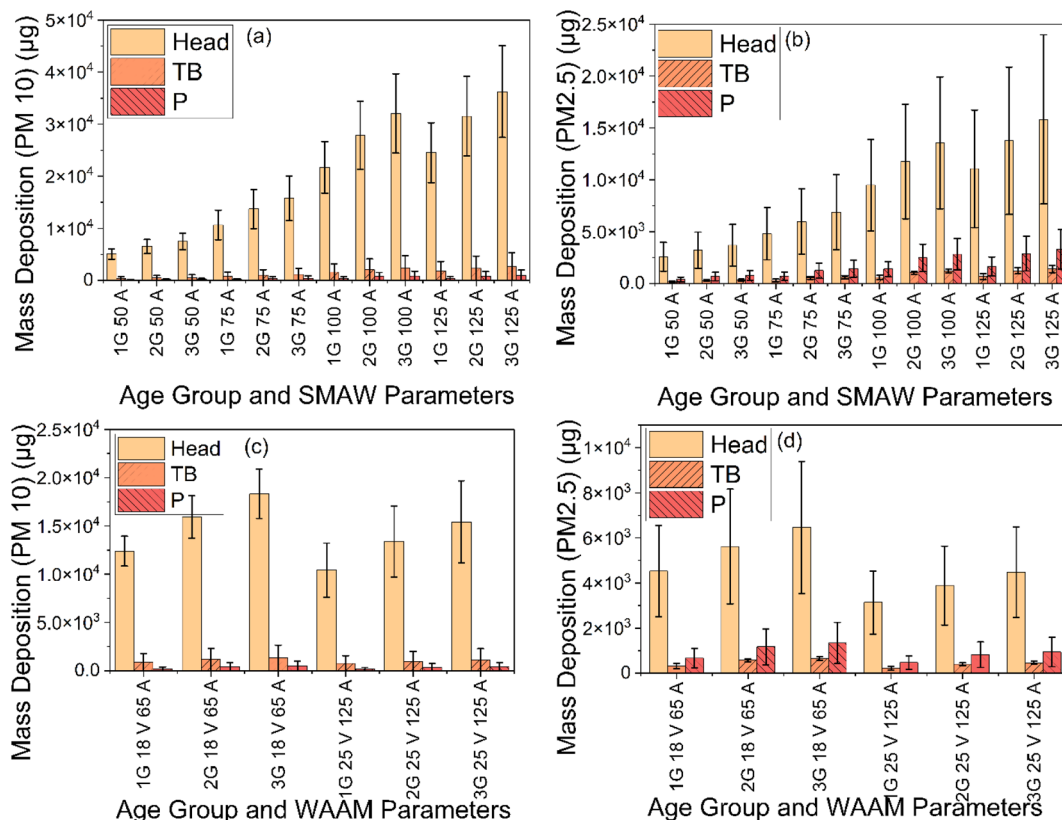 Mass Deposition (PM 10) (μg)
5×10⁴
4×10⁴
3×10⁴
2×10⁴
1×10⁴
0
Head
TB
P
(a)
1G 50 A
2G 50 A
3G 50 A
1G 75 A
2G 75 A
3G 75 A
1G 100 A
2G 100 A
3G 100 A
1G 125 A
2G 125 A
3G 125 A
Age Group and SMAW Parameters
Mass Deposition (PM2.5) (μg)
2.5×10⁴
2.0×10⁴
1.5×10⁴
1.0×10⁴
5.0×10³
0.0
Head
TB
P
(b)
1G 50 A
2G 50 A
3G 50 A
1G 75 A
2G 75 A
3G 75 A
1G 100 A
2G 100 A
3G 100 A
1G 125 A
2G 125 A
3G 125 A
Age Group and SMAW Parameters
Mass Deposition (PM 10) (μg)
2.5×10⁴
2.0×10⁴
1.5×10⁴
1.0×10⁴
5.0×10³
0.0
Head
TB
P
(c)
1G 18 V 65 A
2G 18 V 65 A
3G 18 V 65 A
1G 25 V 125 A
2G 25 V 125 A
3G 25 V 125 A
Age Group and WAAM Parameters
Mass Deposition (PM2.5) (μg)
1×10⁴
8×10³
6×10³
4×10³
2×10³
0
Head
TB
P
(d)
1G 18 V 65 A
2G 18 V 65 A
3G 18 V 65 A
1G 25 V 125 A
2G 25 V 125 A
3G 25 V 125 A
Age Group and WAAM Parameters